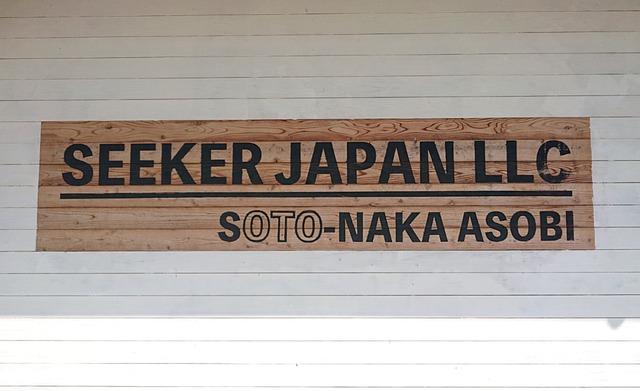 SEEKER JAPAN LLC
SOTO-NAKA ASOBI